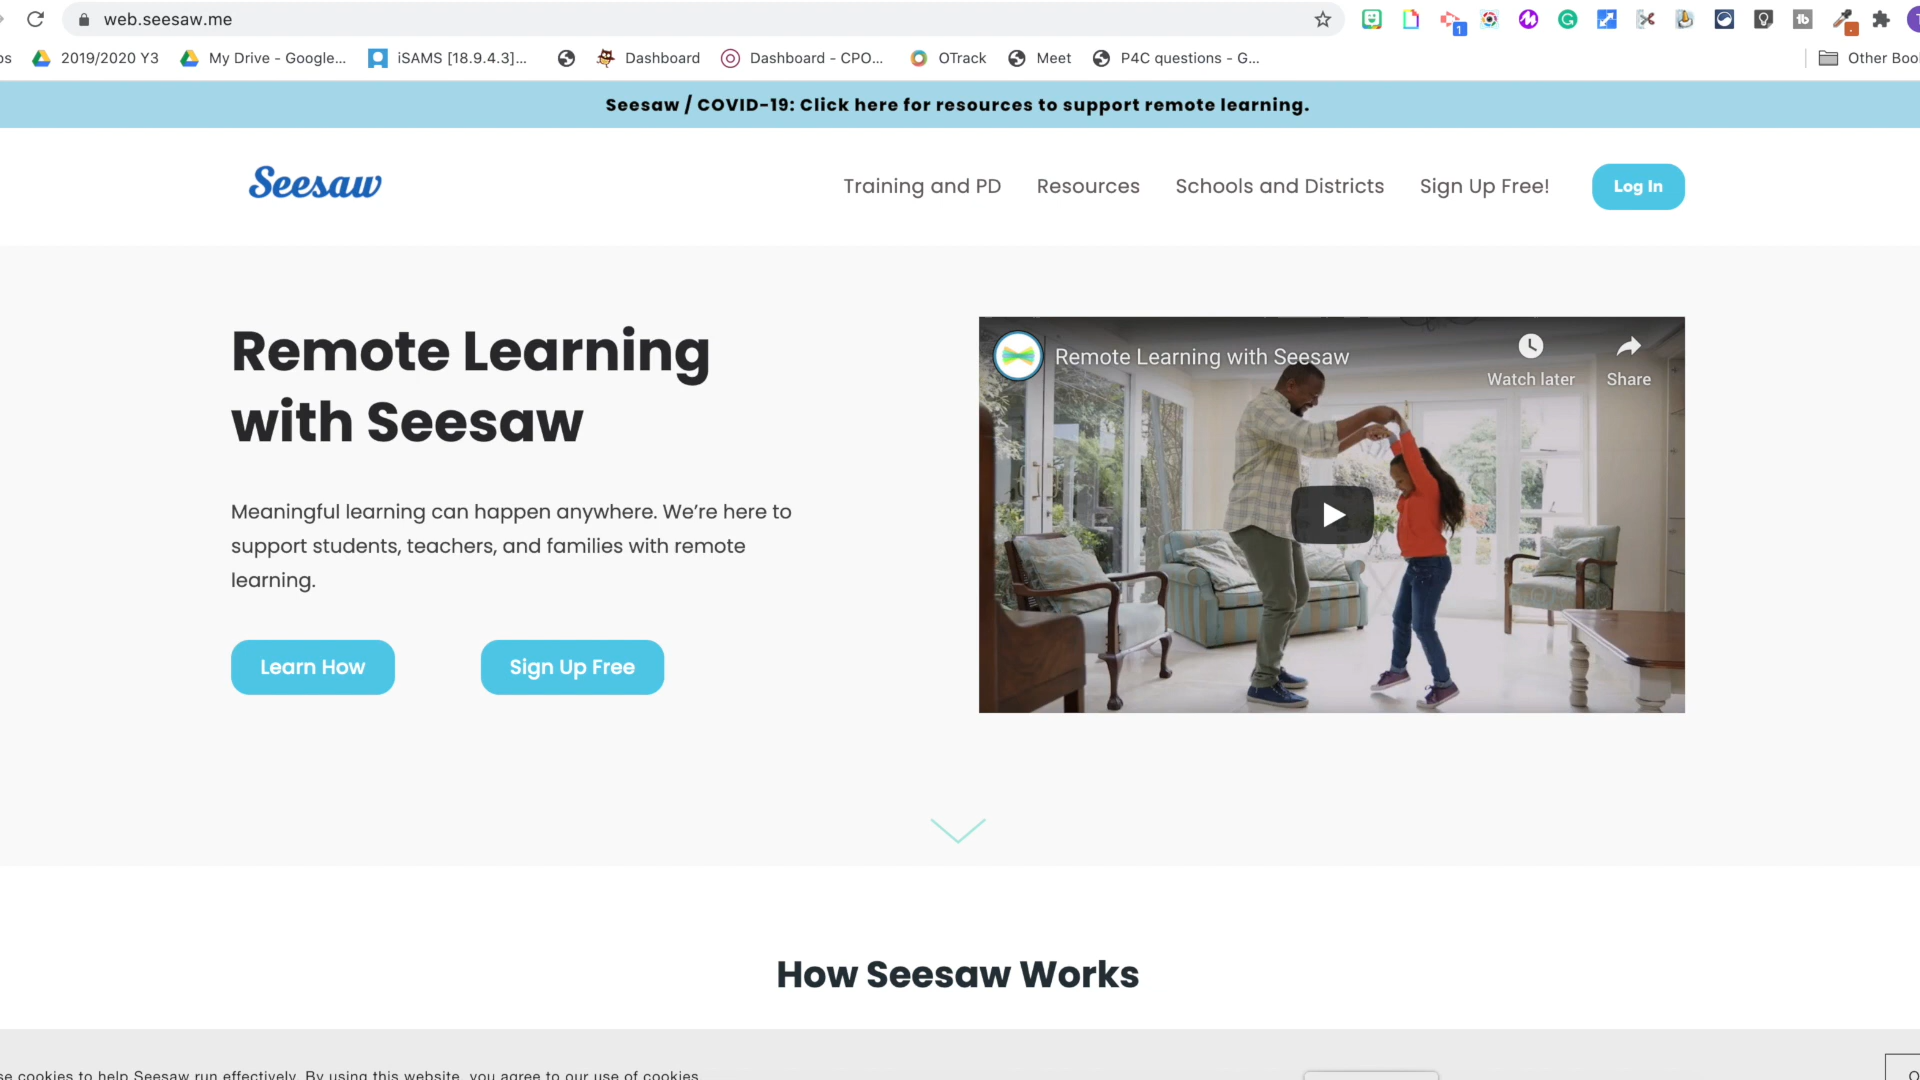 web.seesaw.me
1
2019/2020 Y3
My Drive - Google...
iSAMS [18.9.4.3]...
Dashboard
Dashboard - CPO...
OTrack
Meet
P4C questions - G...
Seesaw / COVID-19: Click here for resources to support remote learning.
Seesaw
Training and PD
Resources
Schools and Districts
Sign Up Free!
Log In
Remote Learning
with Seesaw
Meaningful learning can happen anywhere. We're here to
support students, teachers, and families with remote
learning.
Learn How
Sign Up Free
Remote Learning with Seesaw
Watch later
Share
How Seesaw Works
cookies to help Seesaw run effectively. By using this website, you agree to our use of cookies.